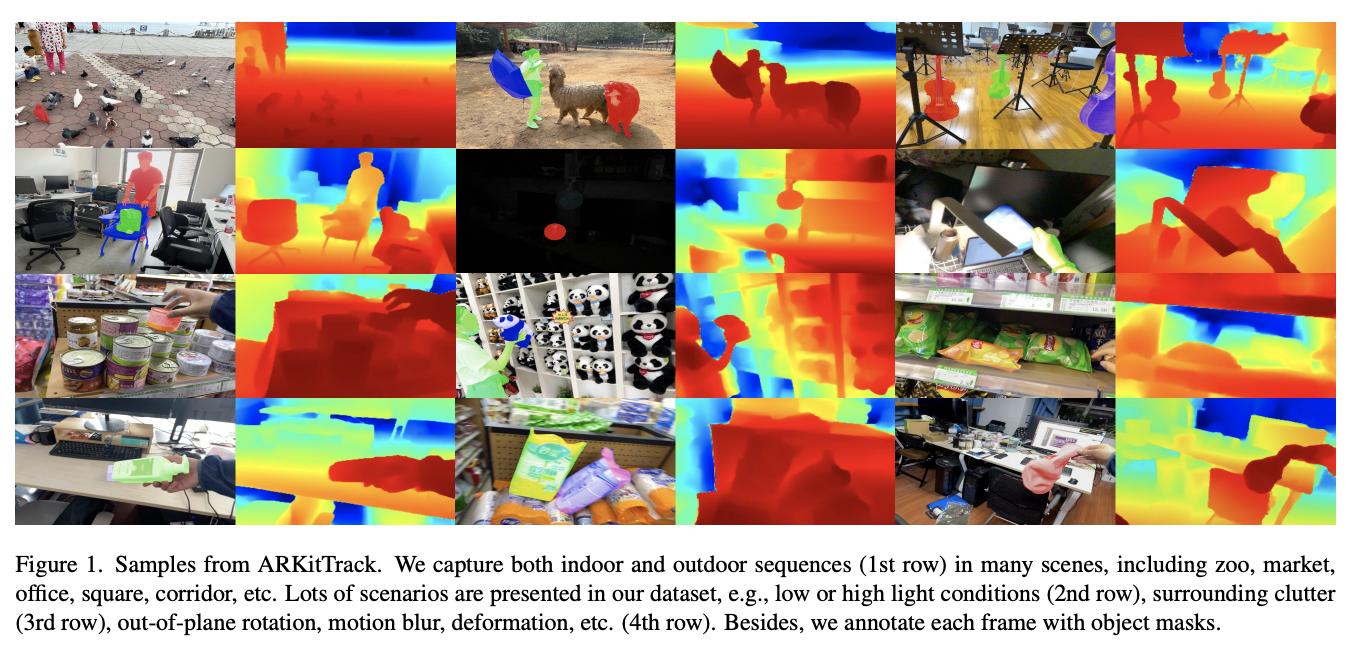 Figure 1. Samples from ARKitTrack. We capture both indoor and outdoor sequences (1st row) in many scenes, including zoo, market,
office, square, corridor, etc. Lots of scenarios are presented in our dataset, e.g., low or high light conditions (2nd row), surrounding clutter
(3rd row), out-of-plane rotation, motion blur, deformation, etc. (4th row). Besides, we annotate each frame with object masks.